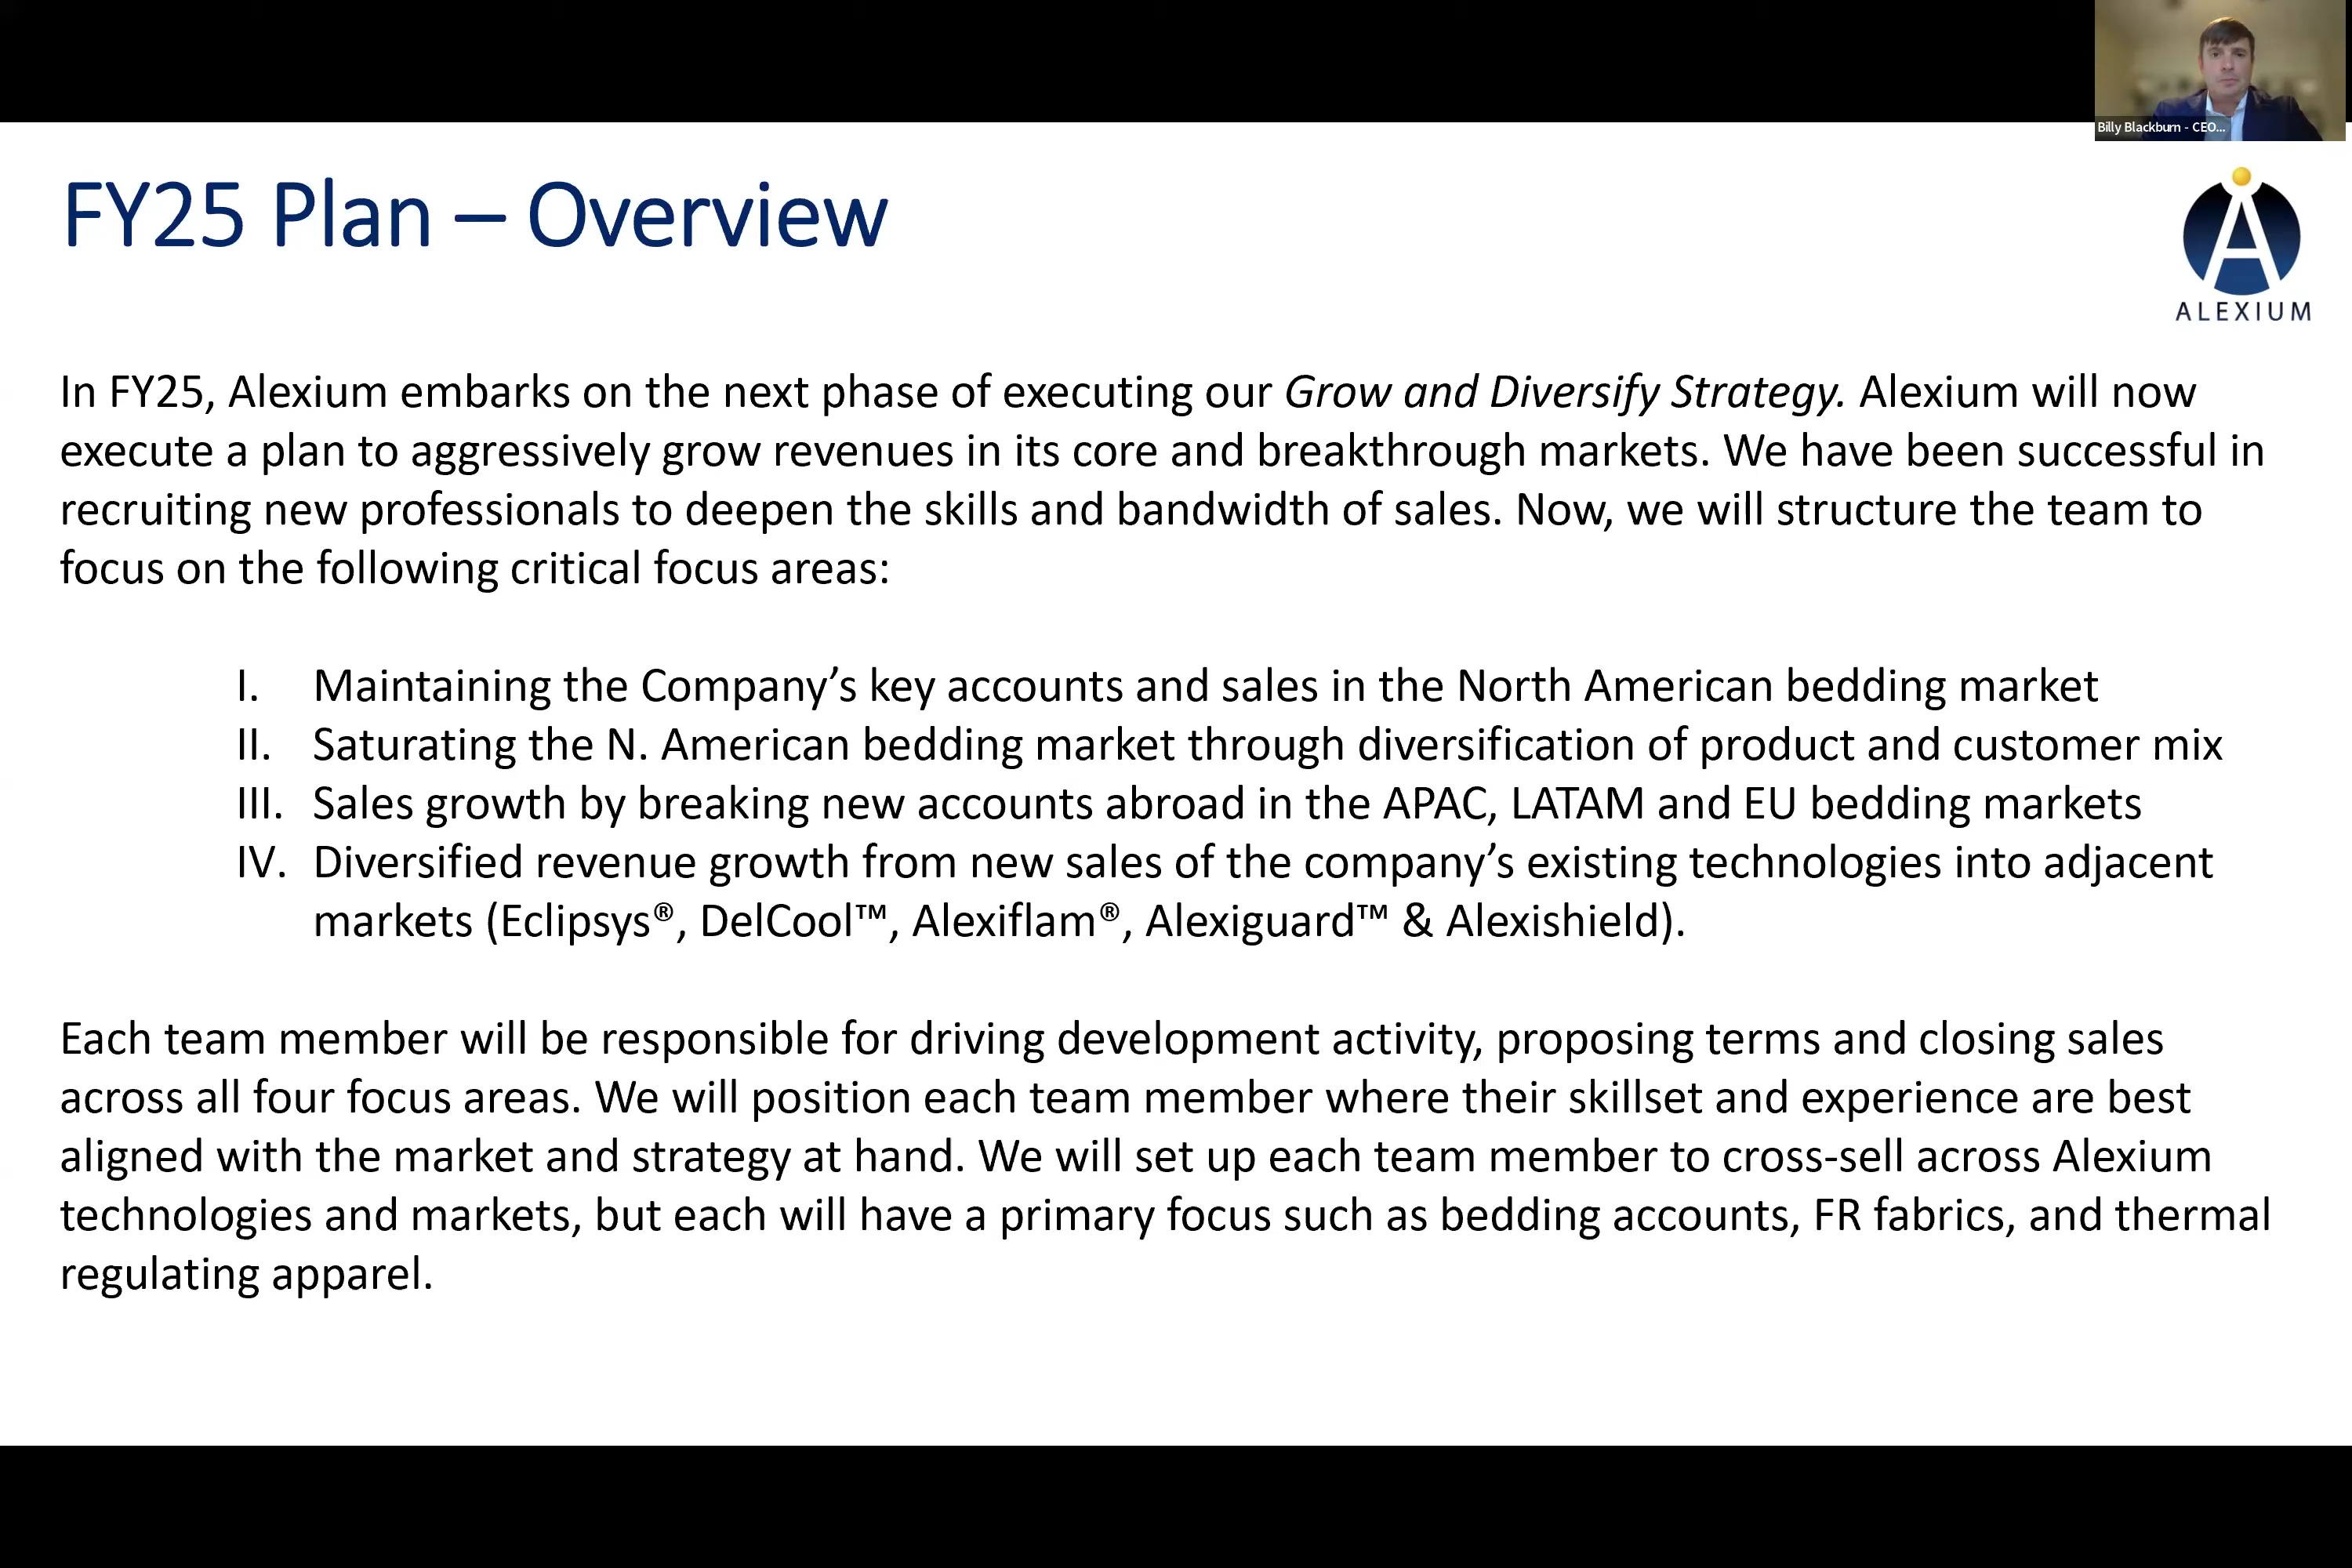 Billy Blackburn - CEO...
FY25 Plan – Overview
ALEXIUM
In FY25, Alexium embarks on the next phase of executing our Grow and Diversify Strategy. Alexium will now
execute a plan to aggressively grow revenues in its core and breakthrough markets. We have been successful in
recruiting new professionals to deepen the skills and bandwidth of sales. Now, we will structure the team to
focus on the following critical focus areas:
I. Maintaining the Company’s key accounts and sales in the North American bedding market
II. Saturating the N. American bedding market through diversification of product and customer mix
III. Sales growth by breaking new accounts abroad in the APAC, LATAM and EU bedding markets
IV. Diversified revenue growth from new sales of the company’s existing technologies into adjacent
markets (Eclipsys®, DelCool™, Alexiflam®, Alexiguard™ & Alexishield).
Each team member will be responsible for driving development activity, proposing terms and closing sales
across all four focus areas. We will position each team member where their skillset and experience are best
aligned with the market and strategy at hand. We will set up each team member to cross-sell across Alexium
technologies and markets, but each will have a primary focus such as bedding accounts, FR fabrics, and thermal
regulating apparel.